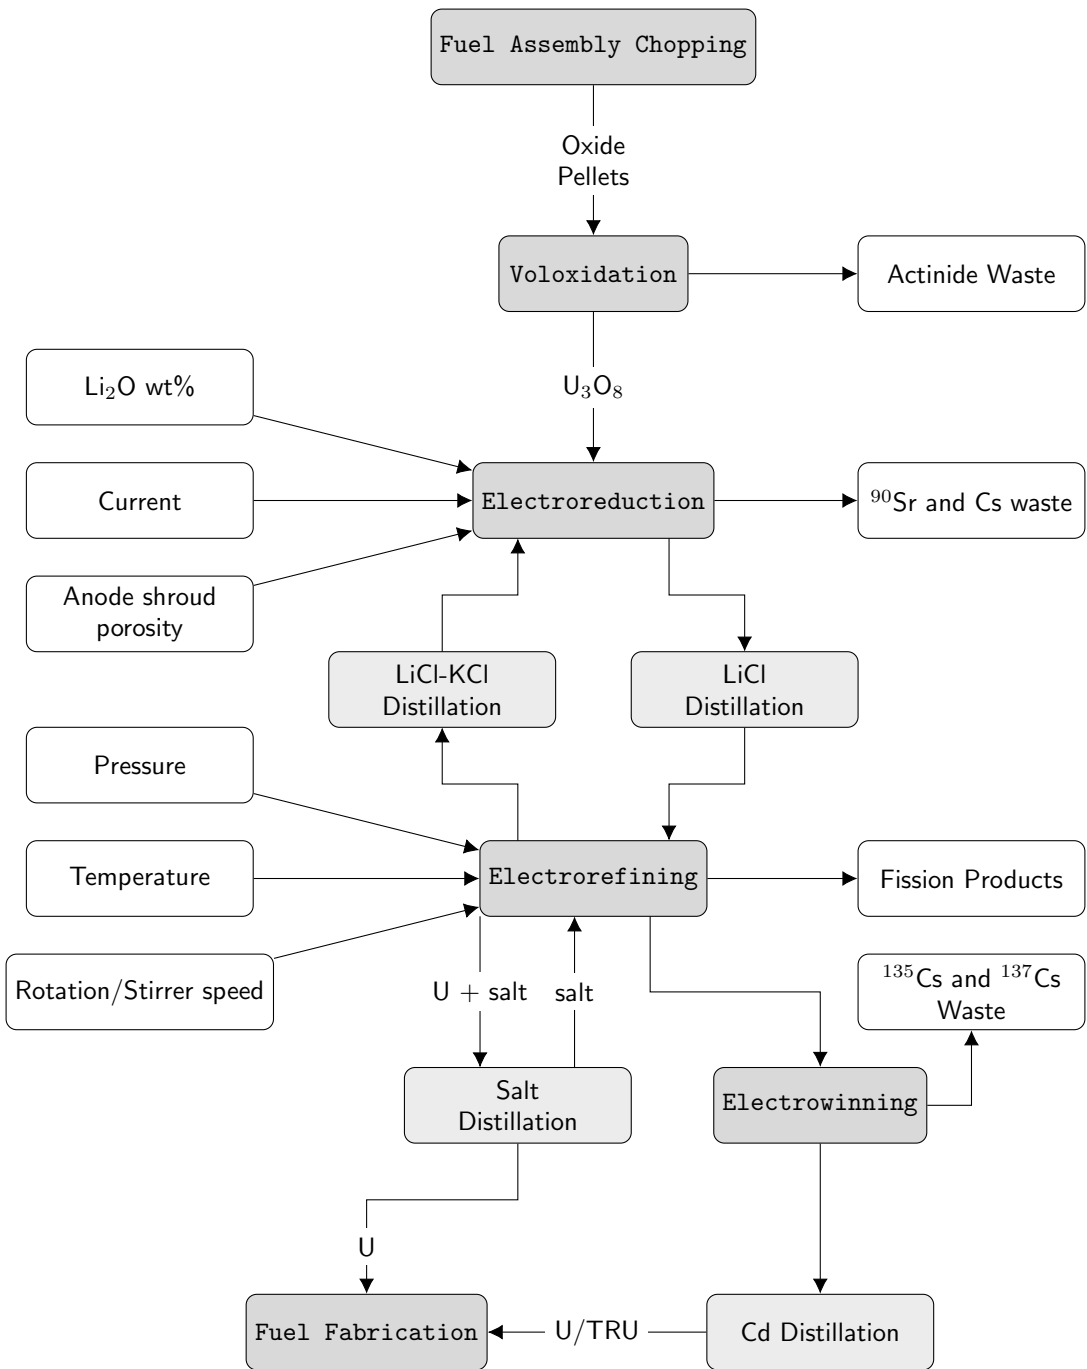 Fuel Assembly Chopping
Oxide
Pellets
Voloxidation
Actinide Waste
Li₂O wt%
U₃O₈
Current
Electroreduction
⁹⁰Sr and Cs waste
Anode shroud
porosity
LiCl-KCl
Distillation
LiCl
Distillation
Pressure
Temperature
Electrorefining
Fission Products
Rotation/Stirrer speed
U + salt
salt
¹³⁵Cs and ¹³⁷Cs
Waste
Salt
Distillation
Electrowinning
U
Fuel Fabrication
U/TRU
Cd Distillation